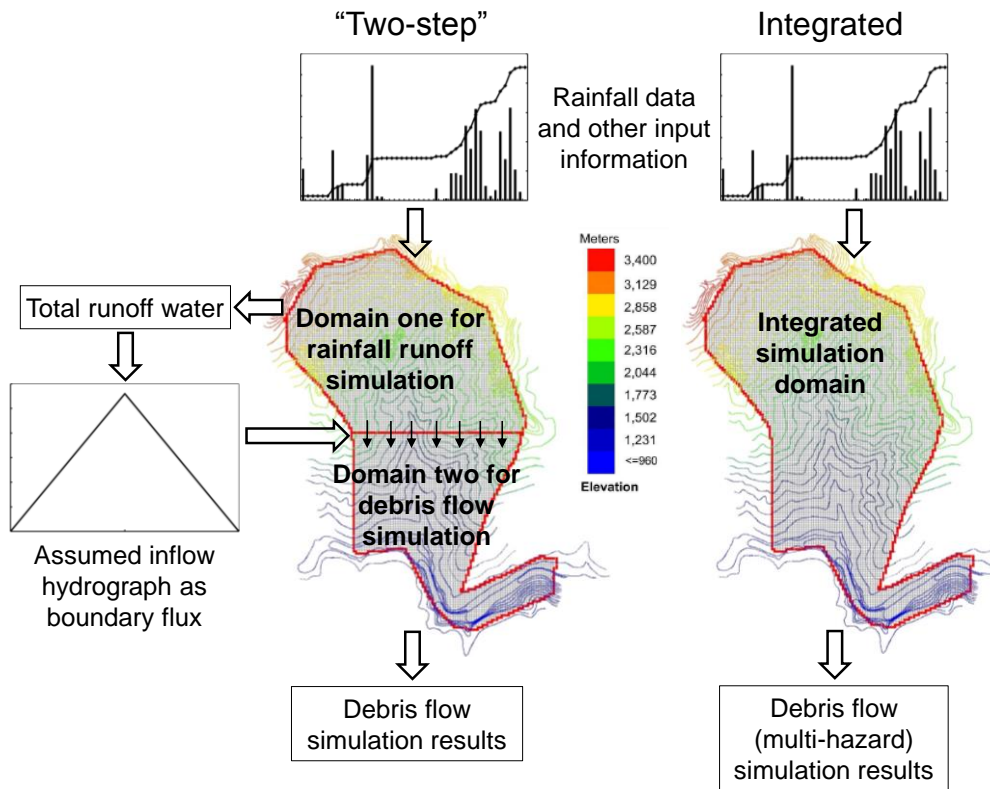 “Two-step”
Integrated
Rainfall data
and other input
information
Meters
3,400
3,129
2,858
2,587
2,316
2,044
1,773
1,502
1,231
<=960
Elevation
Total runoff water
Domain one for
rainfall runoff
simulation
Integrated
simulation
domain
Domain two for
debris flow
simulation
Assumed inflow
hydrograph as
boundary flux
Debris flow
simulation results
Debris flow
(multi-hazard)
simulation results